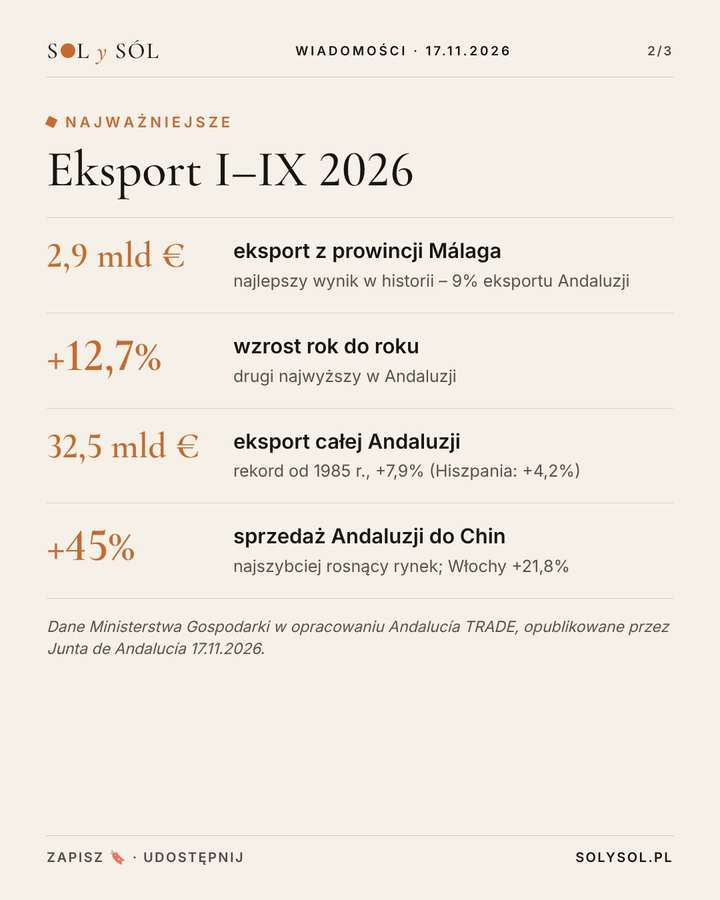 SOL y SÓL
WIADOMOŚCI · 17.11.2026
2/3
NAJWAŻNIEJSZE
Eksport I–IX 2026
2,9 mld €
eksport z prowincji Málaga
najlepszy wynik w historii – 9% eksportu Andaluzji
+12,7%
wzrost rok do roku
drugi najwyższy w Andaluzji
32,5 mld €
eksport całej Andaluzji
rekord od 1985 r., +7,9% (Hiszpania: +4,2%)
+45%
sprzedaż Andaluzji do Chin
najszybciej rosnący rynek; Włochy +21,8%
Dane Ministerstwa Gospodarki w opracowaniu Andalucía TRADE, opublikowane przez
Junta de Andalucía 17.11.2026.
ZAPISZ 🔖 · UDOSTĘPNIJ
SOLYSOL.PL